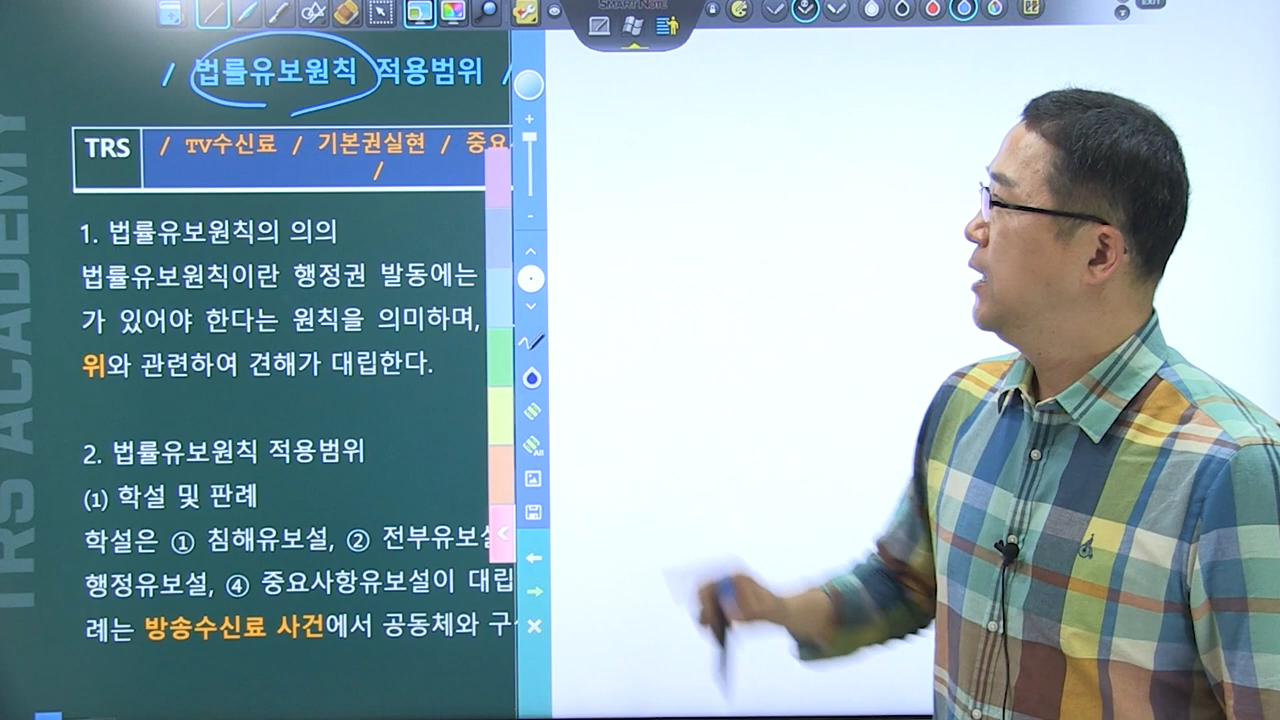 SMART NOTE
EXIT
/ 법률유보원칙 적용범위 /
TRS
/ TV수신료 / 기본권실현 / 중요
/
1. 법률유보원칙의 의의
법률유보원칙이란 행정권 발동에는
가 있어야 한다는 원칙을 의미하며,
위와 관련하여 견해가 대립한다.
2. 법률유보원칙 적용범위
(1) 학설 및 판례
학설은 ① 침해유보설, ② 전부유보설
행정유보설, ④ 중요사항유보설이 대립
례는 방송수신료 사건에서 공동체와 구
All
TRS ACADEMY